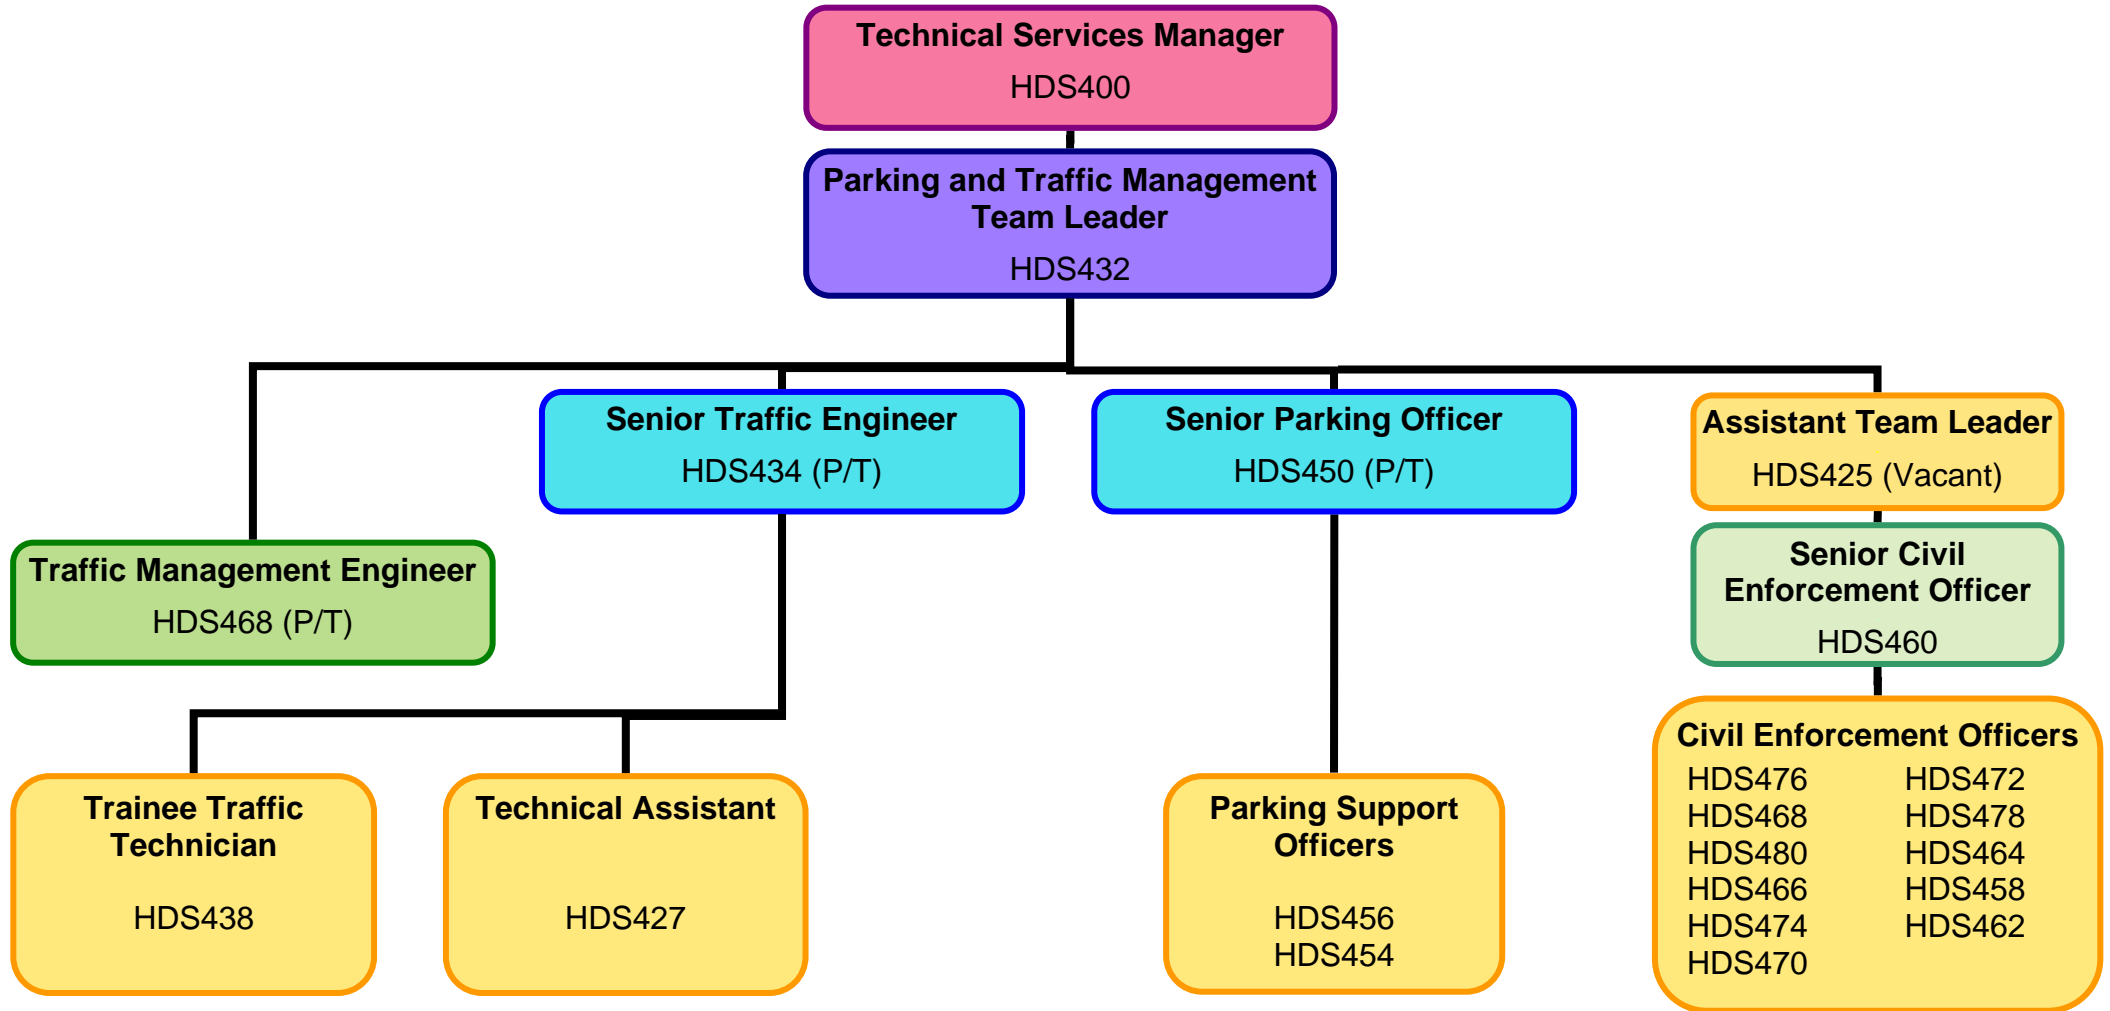 Technical Services Manager
HDS400
Parking and Traffic Management
Team Leader
HDS432
Senior Traffic Engineer
HDS434 (P/T)
Senior Parking Officer
HDS450 (P/T)
Assistant Team Leader
HDS425 (Vacant)
Traffic Management Engineer
HDS468 (P/T)
Senior Civil
Enforcement Officer
HDS460
Trainee Traffic
Technician
HDS438
Technical Assistant
HDS427
Parking Support
Officers
HDS456
HDS454
Civil Enforcement Officers
HDS476 HDS472
HDS468 HDS478
HDS480 HDS464
HDS466 HDS458
HDS474 HDS462
HDS470